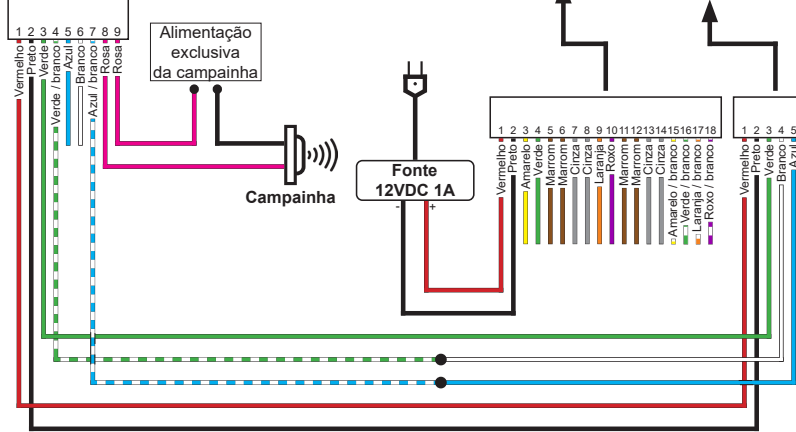 1 2 3 4 5 6 7 8 9
Vermelho
Preto
Verde
Verde / branco
Azul
Branco
Azul / branco
Rosa
Rosa
Alimentação
exclusiva
da campainha
Campainha
Fonte
12VDC 1A
- +
1 2 3 4 5 6 7 8 9 10 11 12 13 14 15 16 17 18
Vermelho
Preto
Amarelo
Verde
Marrom
Marrom
Cinza
Cinza
Laranja
Roxo
Marrom
Marrom
Cinza
Cinza
Amarelo / branco
Verde / branco
Laranja / branco
Roxo / branco
1 2 3 4 5
Vermelho
Preto
Verde
Branco
Azul